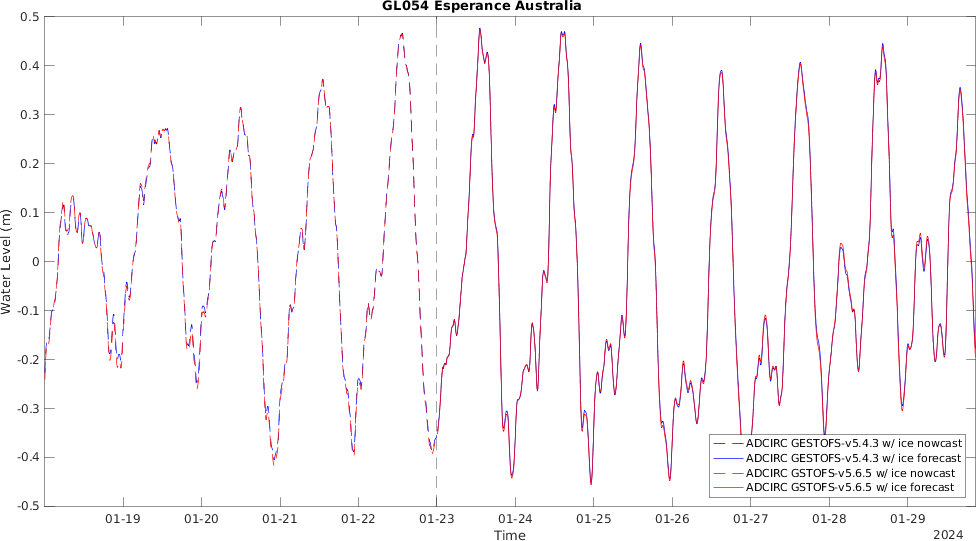 GL054 Esperance Australia
0.5
0.4
0.3
0.2
0.1
0
-0.1
-0.2
-0.3
-0.4
-0.5
Water Level (m)
ADCIRC GESTOFS-v5.4.3 w/ ice nowcast
ADCIRC GESTOFS-v5.4.3 w/ ice forecast
ADCIRC GSTOFS-v5.6.5 w/ ice nowcast
ADCIRC GSTOFS-v5.6.5 w/ ice forecast
01-19 01-20 01-21 01-22 01-23 01-24 01-25 01-26 01-27 01-28 01-29
Time
2024